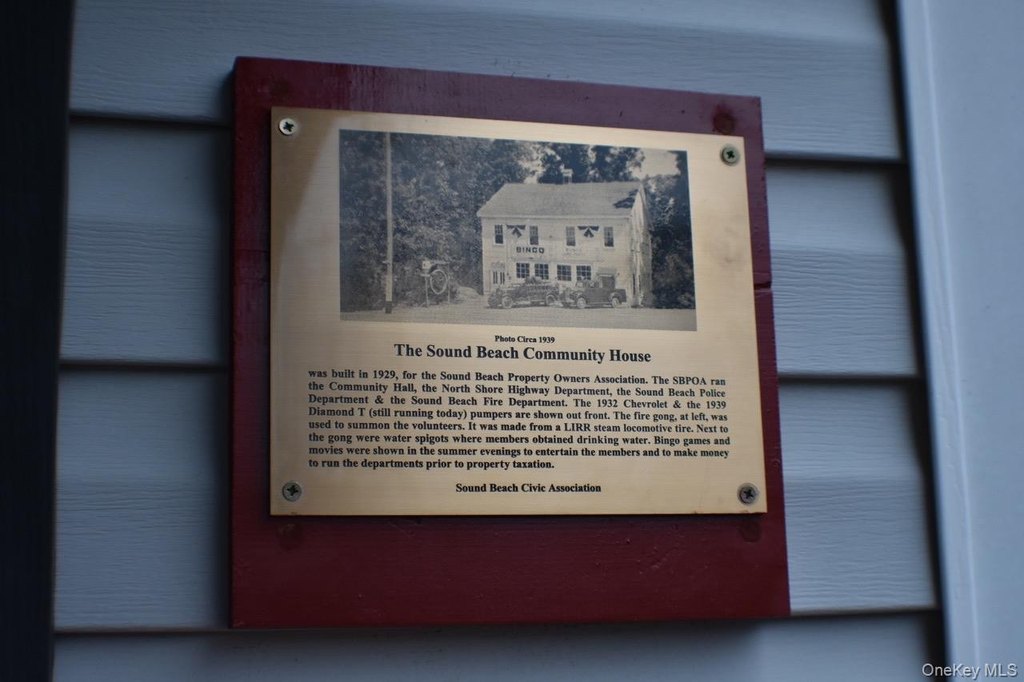 BINGO
Photo Circa 1939
The Sound Beach Community House
was built in 1929, for the Sound Beach Property Owners Association. The SBPOA ran
the Community Hall, the North Shore Highway Department, the Sound Beach Police
Department & the Sound Beach Fire Department. The 1932 Chevrolet & the 1939
Diamond T (still running today) pumpers are shown out front. The fire gong, at left, was
used to summon the volunteers. It was made from a LIRR steam locomotive tire. Next to
the gong were water spigots where members obtained drinking water. Bingo games and
movies were shown in the summer evenings to entertain the members and to make money
to run the departments prior to property taxation.
Sound Beach Civic Association
OneKey MLS